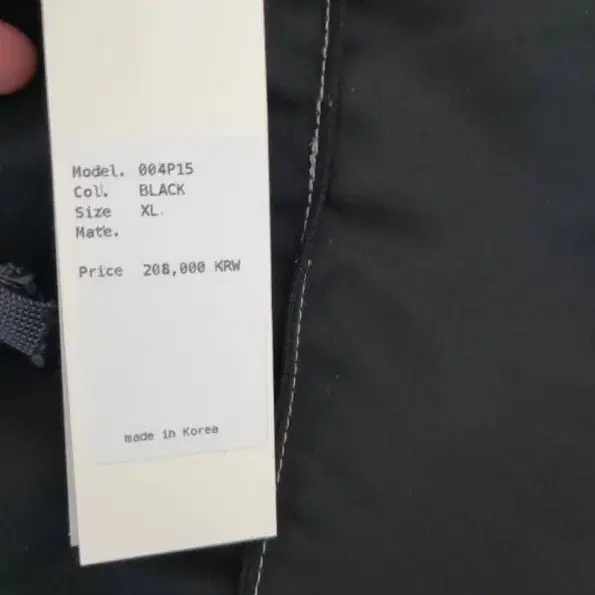 Model. 004P15
Col. BLACK
Size XL.
Mate.
Price 208,000 KRW
made in Korea